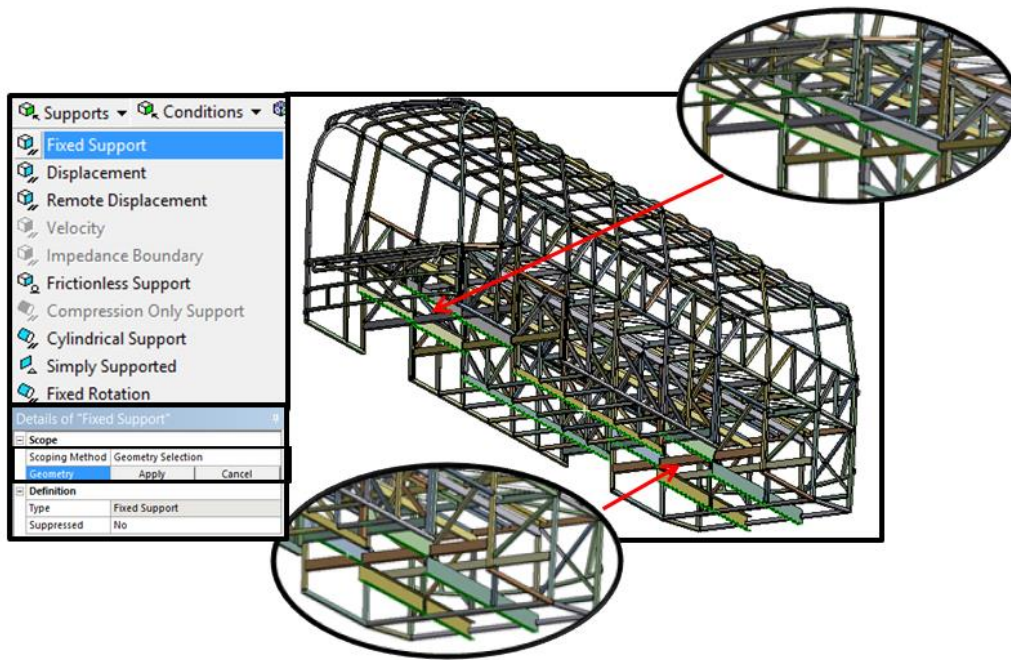 Supports Conditions
Fixed Support
Displacement
Remote Displacement
Velocity
Impedance Boundary
Frictionless Support
Compression Only Support
Cylindrical Support
Simply Supported
Fixed Rotation
Details of "Fixed Support"
Scope
Scoping Method Geometry Selection
Geometry Apply Cancel
Definition
Type Fixed Support
Suppressed No